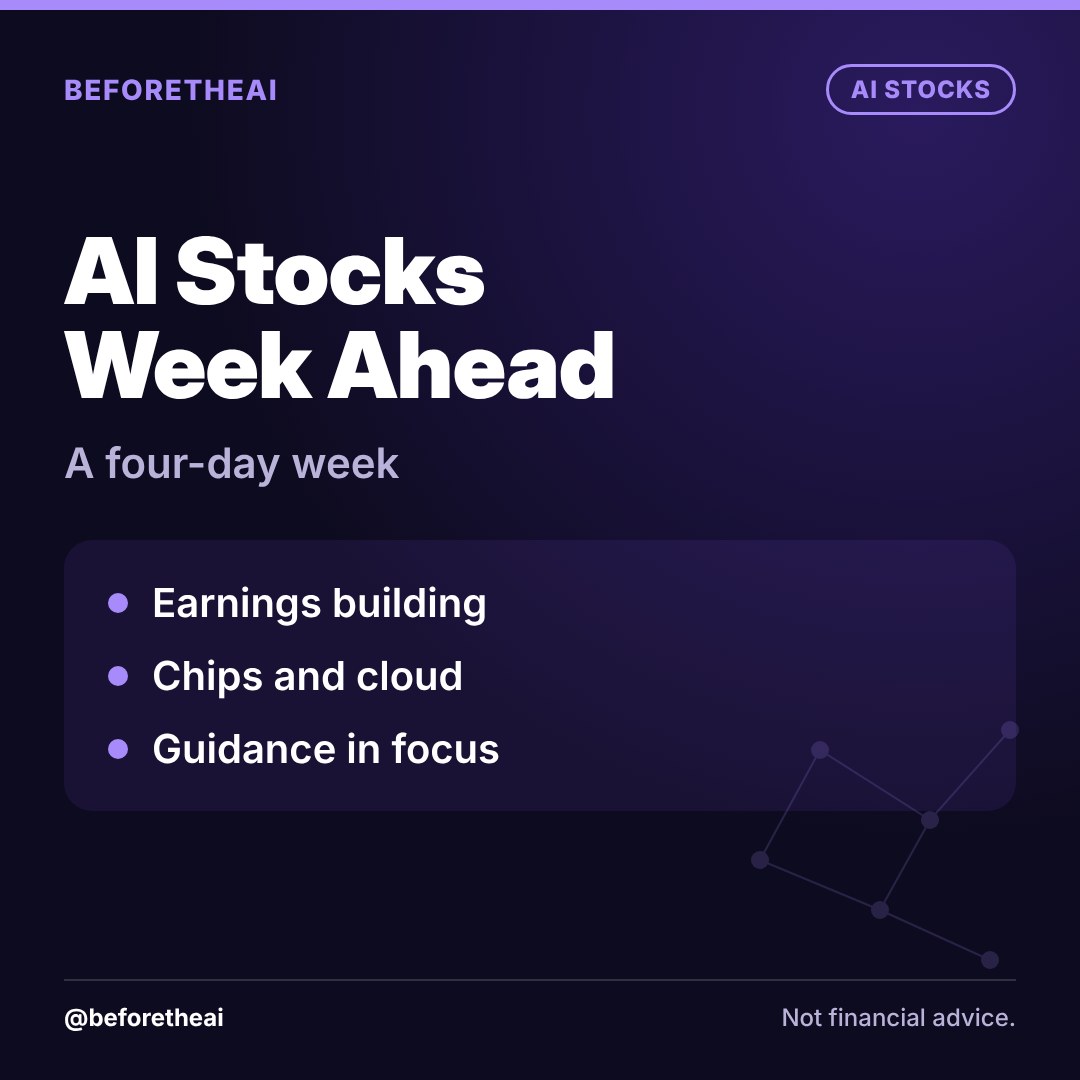 BEFORETHEAI
AI STOCKS
AI Stocks
Week Ahead
A four-day week
Earnings building
Chips and cloud
Guidance in focus
@beforetheai
Not financial advice.